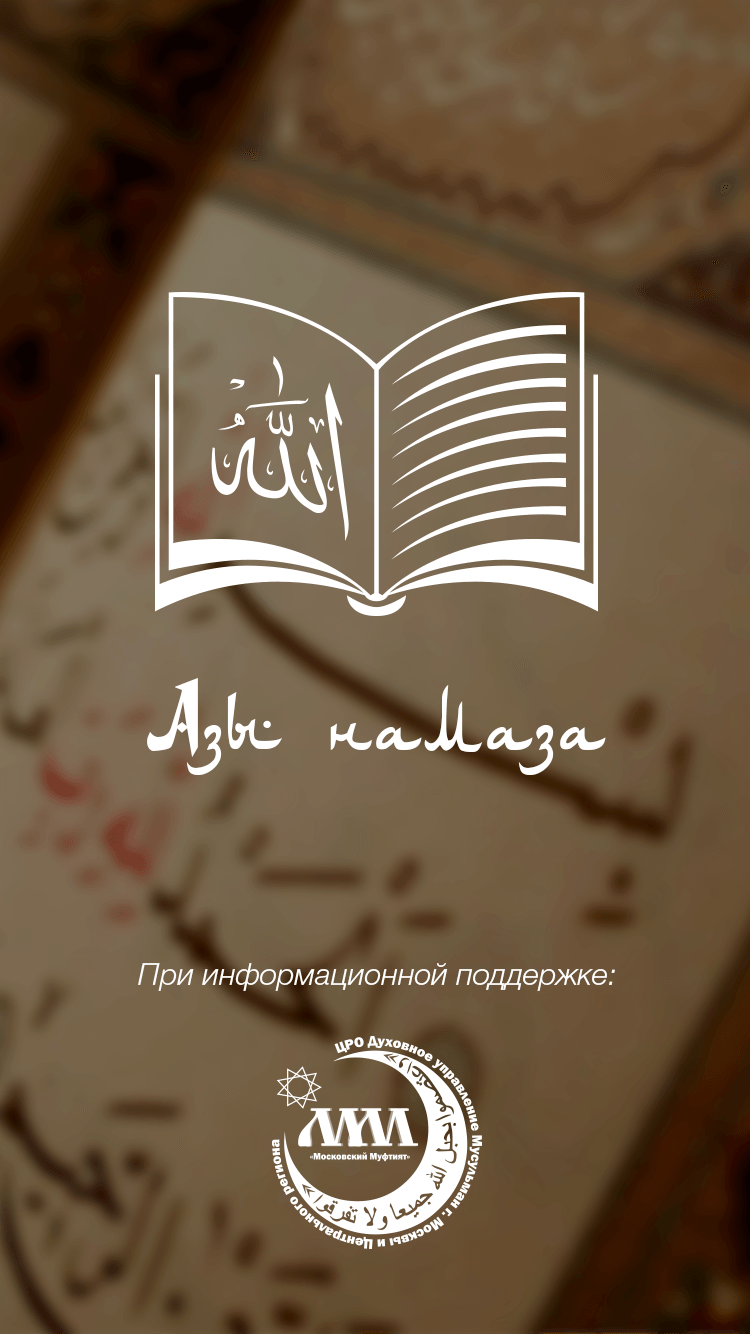 الله
Азы намаза
При информационной поддержке:
ЦРО Духовное управление Мусульман г. Москвы и Центрального региона
«Московский Муфтият»
واعتصموا بحبل الله جميعا ولا تفرقوا